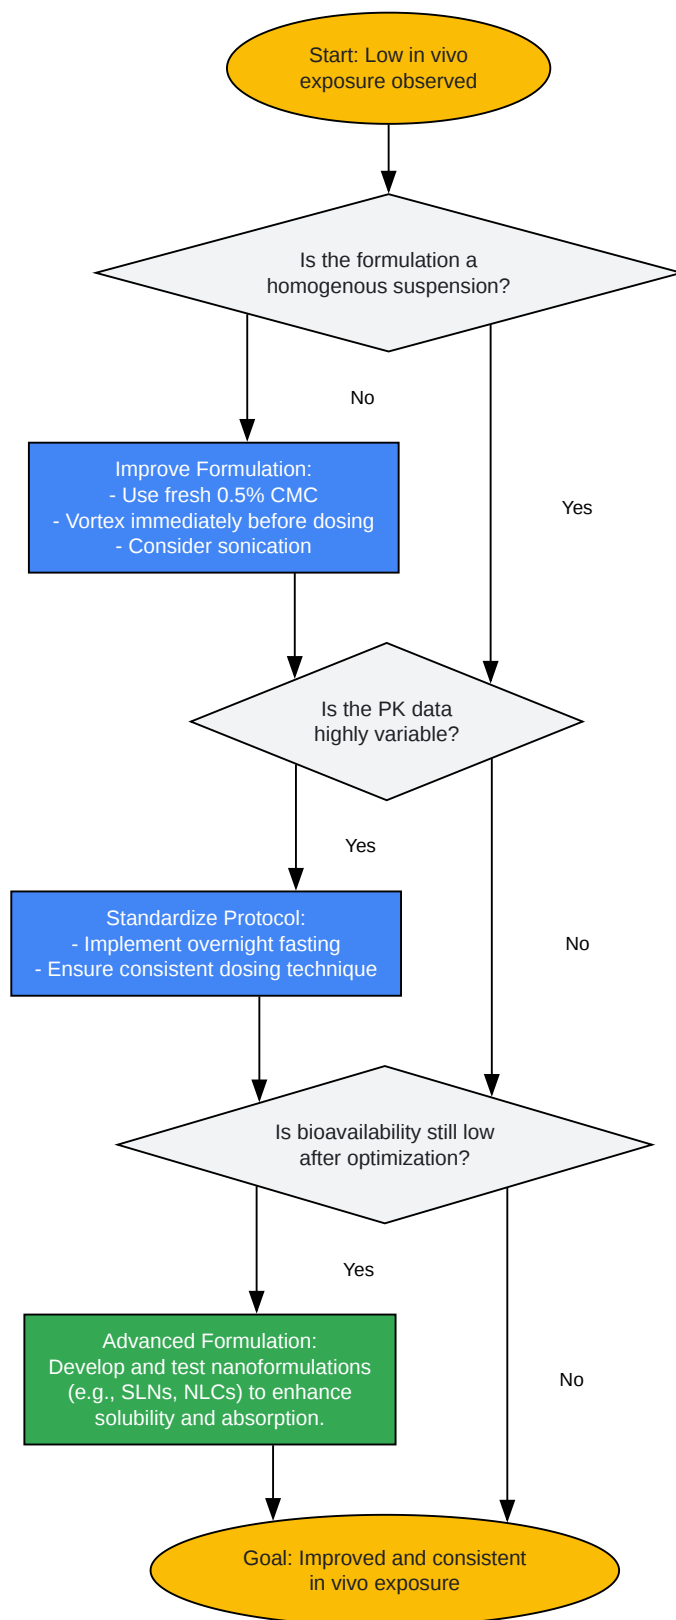 Start: Low in vivo
exposure observed
Is the formulation a
homogenous suspension?
No
Improve Formulation:
- Use fresh 0.5% CMC
- Vortex immediately before dosing
- Consider sonication
Yes
Is the PK data
highly variable?
Yes
Standardize Protocol:
- Implement overnight fasting
- Ensure consistent dosing technique
No
Is bioavailability still low
after optimization?
Yes
Advanced Formulation:
Develop and test nanoformulations
(e.g., SLNs, NLCs) to enhance
solubility and absorption.
No
Goal: Improved and consistent
in vivo exposure